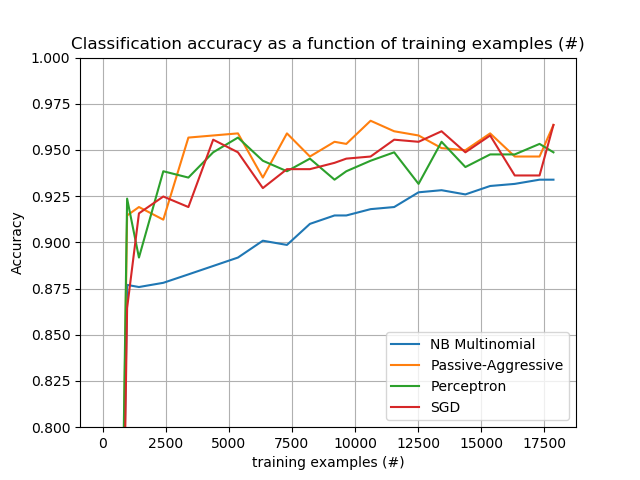 Classification accuracy as a function of training examples (#)
1.000
0.975
0.950
0.925
0.900
0.875
0.850
0.825
0.800
Accuracy
NB Multinomial
Passive-Aggressive
Perceptron
SGD
0 2500 5000 7500 10000 12500 15000 17500
training examples (#)